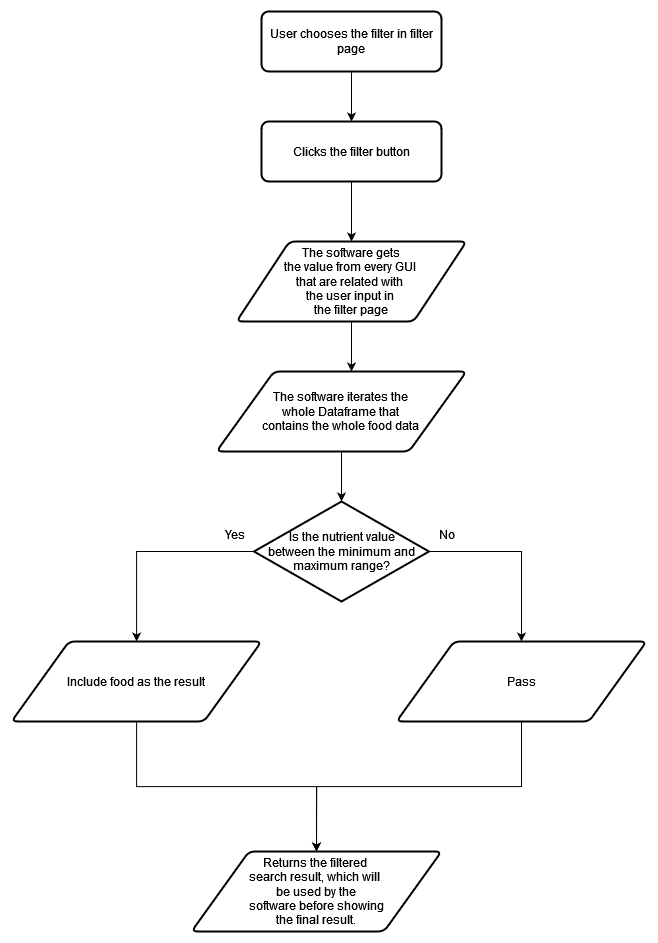 User chooses the filter in filter
page
Clicks the filter button
The software gets
the value from every GUI
that are related with
the user input in
the filter page
The software iterates the
whole Dataframe that
contains the whole food data
Yes
Is the nutrient value
between the minimum and
maximum range?
No
Include food as the result
Pass
Returns the filtered
search result, which will
be used by the
software before showing
the final result.